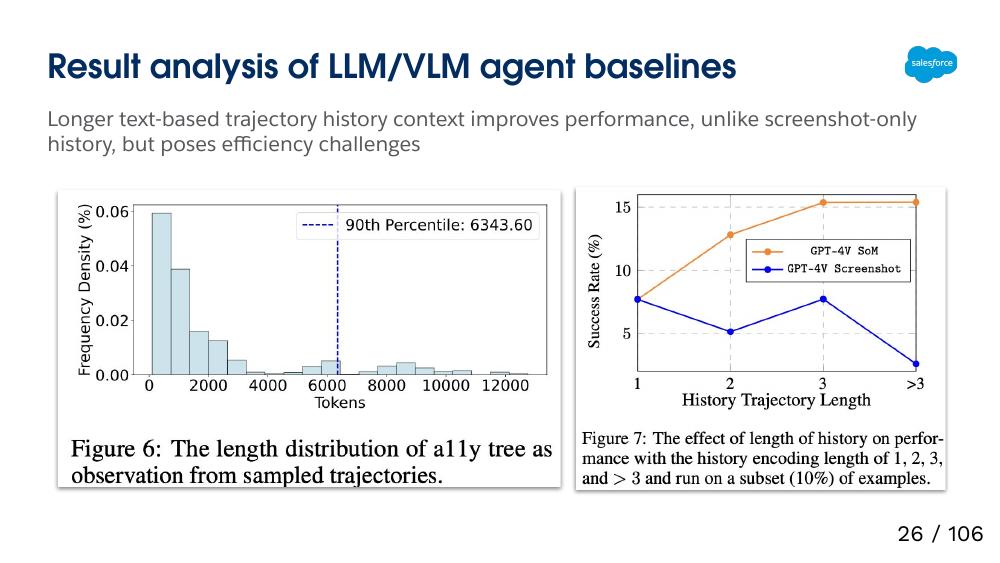 Result analysis of LLM/VLM agent baselines
salesforce
Longer text-based trajectory history context improves performance, unlike screenshot-only
history, but poses efficiency challenges
Frequency Density (%)
0.06
0.04
0.02
0.00
90th Percentile: 6343.60
0 2000 4000 6000 8000 10000 12000
Tokens
Figure 6: The length distribution of a11y tree as
observation from sampled trajectories.
Success Rate (%)
15
10
5
GPT-4V SoM
GPT-4V Screenshot
1 2 3 >3
History Trajectory Length
Figure 7: The effect of length of history on perfor-
mance with the history encoding length of 1, 2, 3,
and > 3 and run on a subset (10%) of examples.
26 / 106